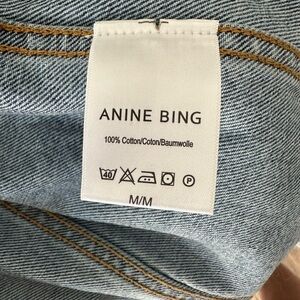 ANINE BING
100% Cotton/Coton/Baumwolle
40 P
M/M